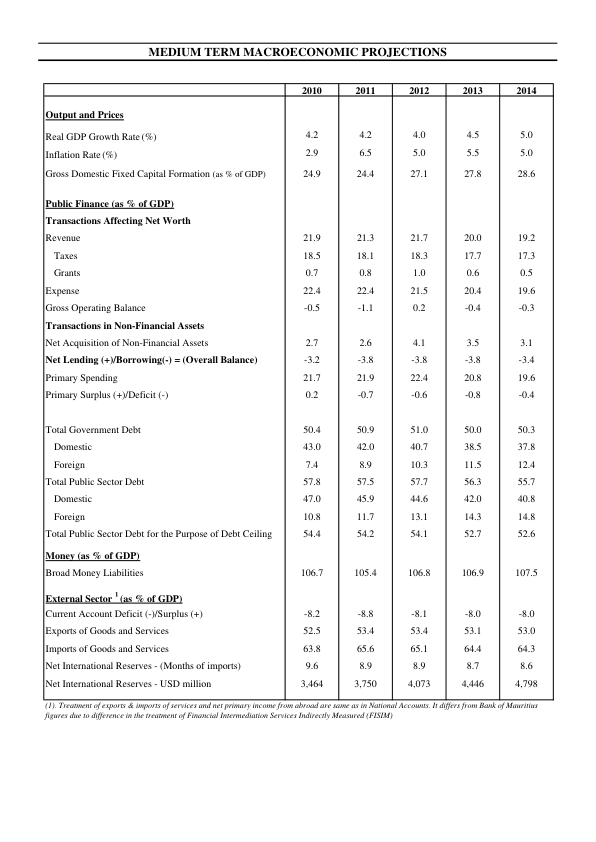 MEDIUM TERM MACROECONOMIC PROJECTIONS
2010 2011 2012 2013 2014
Output and Prices
Real GDP Growth Rate (%) 4.2 4.2 4.0 4.5 5.0
Inflation Rate (%) 2.9 6.5 5.0 5.5 5.0
Gross Domestic Fixed Capital Formation (as % of GDP) 24.9 24.4 27.1 27.8 28.6
Public Finance (as % of GDP)
Transactions Affecting Net Worth
Revenue 21.9 21.3 21.7 20.0 19.2
Taxes 18.5 18.1 18.3 17.7 17.3
Grants 0.7 0.8 1.0 0.6 0.5
Expense 22.4 22.4 21.5 20.4 19.6
Gross Operating Balance -0.5 -1.1 0.2 -0.4 -0.3
Transactions in Non-Financial Assets
Net Acquisition of Non-Financial Assets 2.7 2.6 4.1 3.5 3.1
Net Lending (+)/Borrowing(-) = (Overall Balance) -3.2 -3.8 -3.8 -3.8 -3.4
Primary Spending 21.7 21.9 22.4 20.8 19.6
Primary Surplus (+)/Deficit (-) 0.2 -0.7 -0.6 -0.8 -0.4
Total Government Debt 50.4 50.9 51.0 50.0 50.3
Domestic 43.0 42.0 40.7 38.5 37.8
Foreign 7.4 8.9 10.3 11.5 12.4
Total Public Sector Debt 57.8 57.5 57.7 56.3 55.7
Domestic 47.0 45.9 44.6 42.0 40.8
Foreign 10.8 11.7 13.1 14.3 14.8
Total Public Sector Debt for the Purpose of Debt Ceiling 54.4 54.2 54.1 52.7 52.6
Money (as % of GDP)
Broad Money Liabilities 106.7 105.4 106.8 106.9 107.5
External Sector 1 (as % of GDP)
Current Account Deficit (-)/Surplus (+) -8.2 -8.8 -8.1 -8.0 -8.0
Exports of Goods and Services 52.5 53.4 53.4 53.1 53.0
Imports of Goods and Services 63.8 65.6 65.1 64.4 64.3
Net International Reserves - (Months of imports) 9.6 8.9 8.9 8.7 8.6
Net International Reserves - USD million 3,464 3,750 4,073 4,446 4,798
(1). Treatment of exports & imports of services and net primary income from abroad are same as in National Accounts. It differs from Bank of Mauritius
figures due to difference in the treatment of Financial Intermediation Services Indirectly Measured (FISIM)